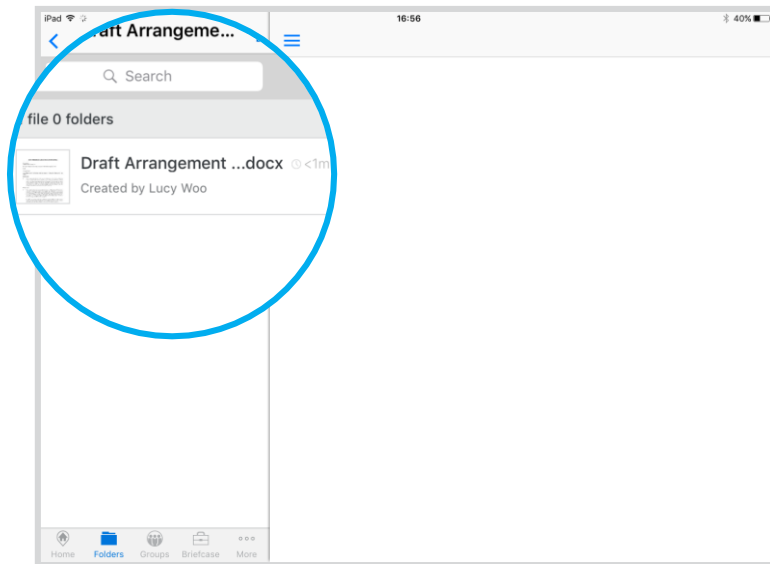 iPad 16:56 40%
raft Arrangeme...
Search
file 0 folders
Draft Arrangement ...docx <1m
Created by Lucy Woo
Home Folders Groups Briefcase More